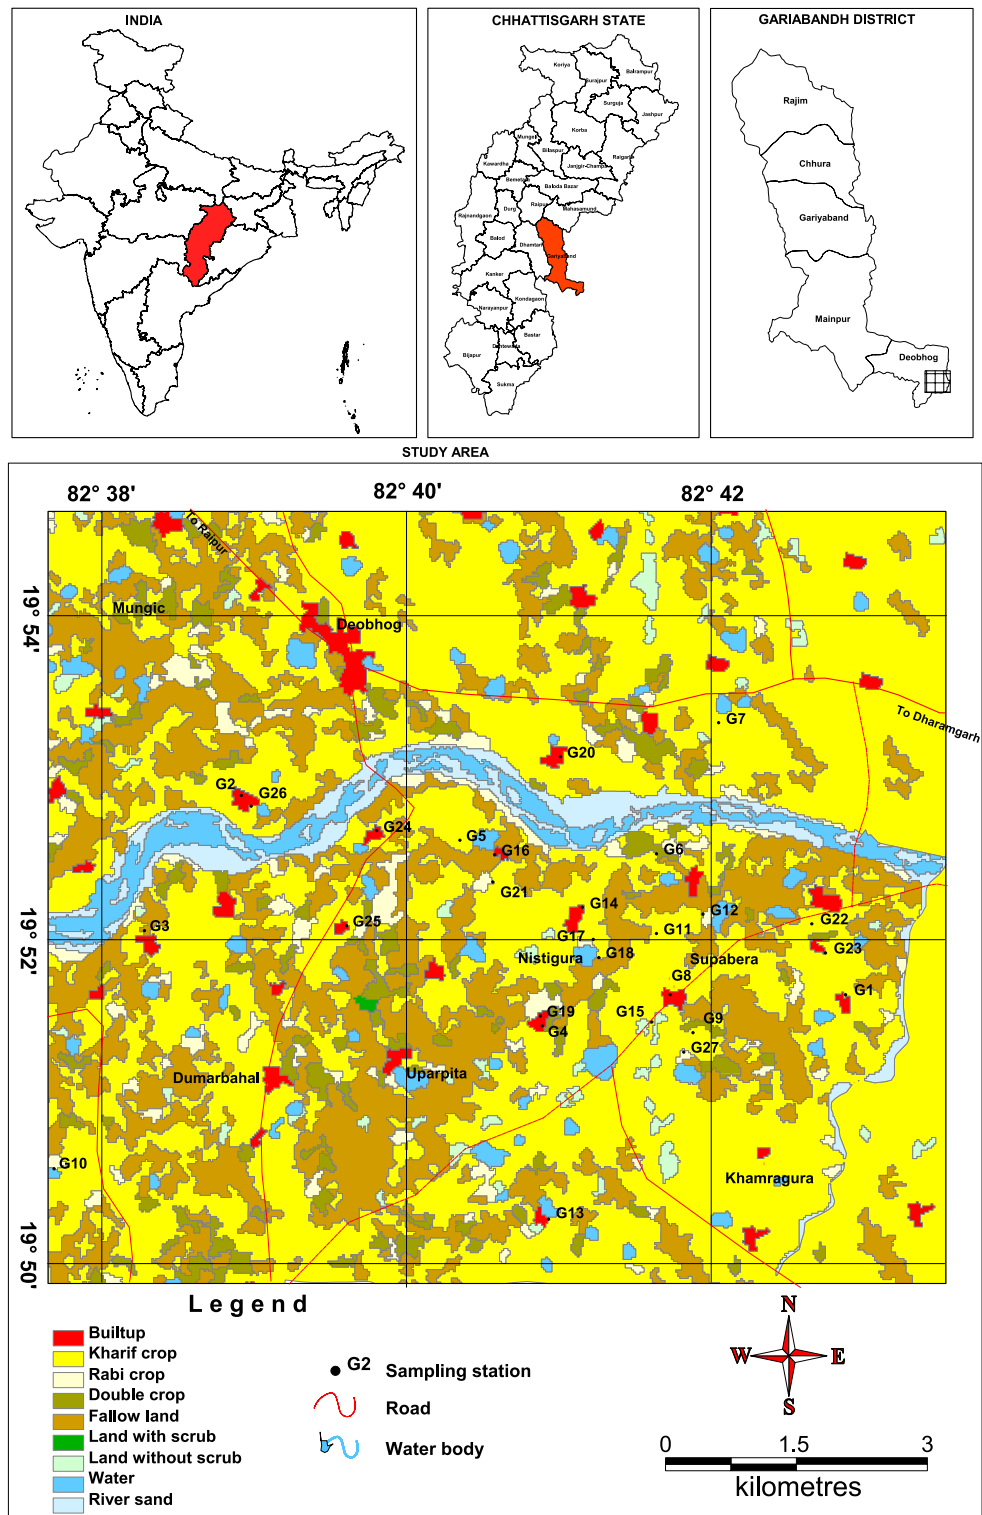 INDIA
CHHATTISGARH STATE
GARIABANDH DISTRICT
Koriya
Surajpur
Balrampur
Surguja
Jashpur
Korba
Mungeli
Bilaspur
Janjgir-Champa
Raigarh
Kawardha
Bemetara
Baloda Bazar
Rajnandgaon
Durg
Raipur
Mahasamund
Balod
Dhamtari
Gariyaband
Kanker
Kondagaon
Narayanpur
Bastar
Dantewada
Bijapur
Sukma
Rajim
Chhura
Gariyaband
Mainpur
Deobhog
STUDY AREA
82° 38'
82° 40'
82° 42'
19° 54'
19° 52'
19° 50'
To Raipur
Mungic
Deobhog
G7
To Dharamgarh
G20
G2
G26
G24
G5
G16
G6
G21
G14
G12
G22
G3
G25
G17
G11
G23
Nistigura
G18
Supabera
G8
G1
G19
G15
G4
G9
G27
Dumarbahal
Uparpita
G10
Khamragura
G13
Legend
Builtup
Kharif crop
Rabi crop
Double crop
Fallow land
Land with scrub
Land without scrub
Water
River sand
G2 Sampling station
Road
Water body
N
W E
S
0 1.5 3
kilometres